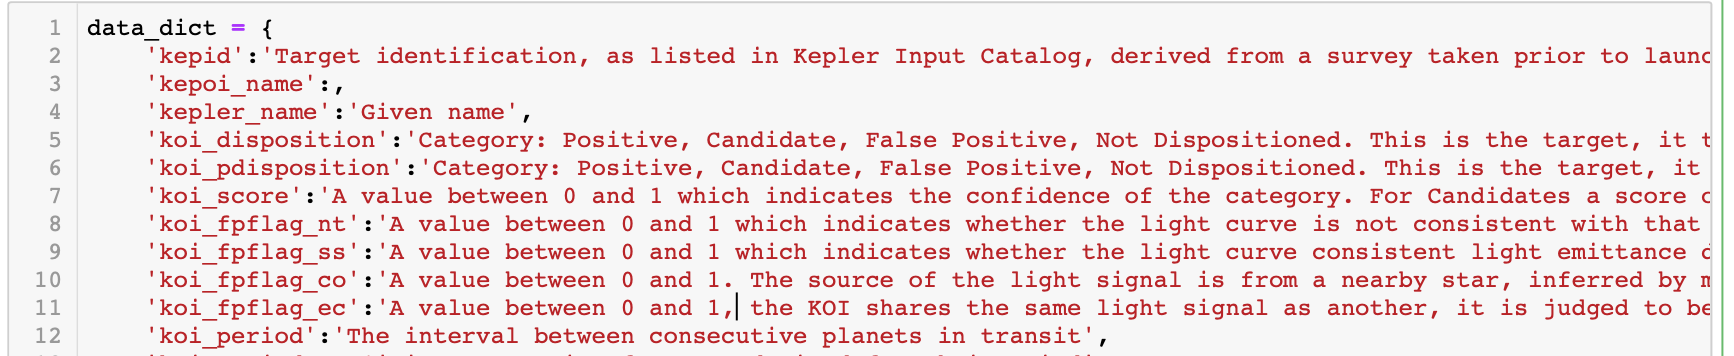 1 data_dict = {
2 'kepid':'Target identification, as listed in Kepler Input Catalog, derived from a survey taken prior to
3 'kepoi_name':,
4 'kepler_name':'Given name',
5 'koi_disposition':'Category: Positive, Candidate, False Positive, Not Dispositioned. This is the target, it
6 'koi_pdisposition':'Category: Positive, Candidate, False Positive, Not Dispositioned. This is the target, it
7 'koi_score':'A value between 0 and 1 which indicates the confidence of the category. For Candidates a score
8 'koi_fpflag_nt':'A value between 0 and 1 which indicates whether the light curve is not consistent with that
9 'koi_fpflag_ss':'A value between 0 and 1 which indicates whether the light curve consistent light emittance
10 'koi_fpflag_co':'A value between 0 and 1. The source of the light signal is from a nearby star, inferred by
11 'koi_fpflag_ec':'A value between 0 and 1, the KOI shares the same light signal as another, it is judged to be
12 'koi_period':'The interval between consecutive planets in transit',